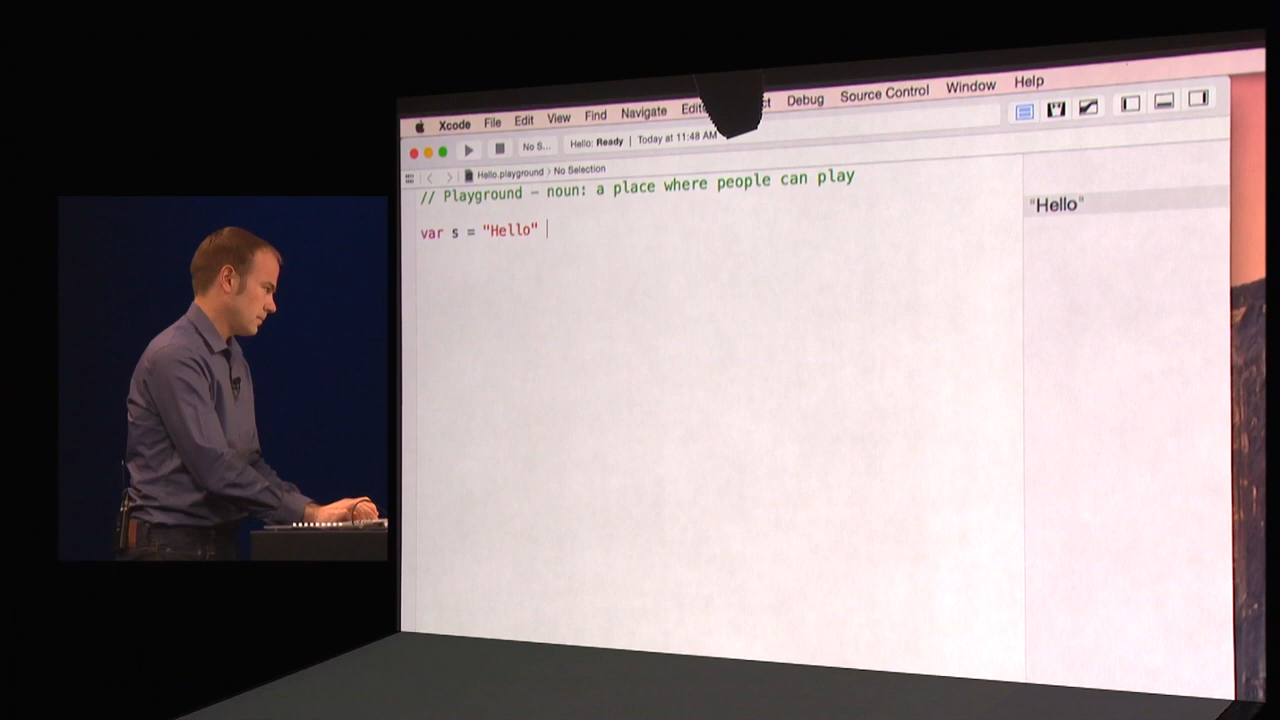 Xcode File Edit View Find Navigate Debug Source Control Window Help
No S... Hello: Ready | Today at 11:48 AM
Hello.playground › No Selection
// Playground – noun: a place where people can play
var s = "Hello"
"Hello"